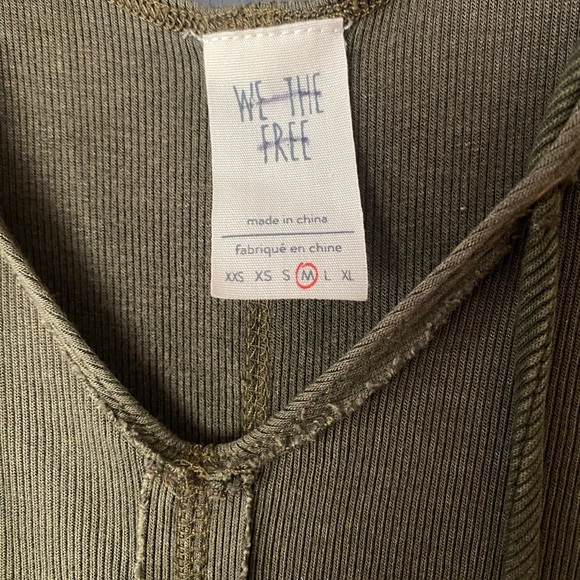 WE THE
FREE
made in china
fabriqué en chine
XXS XS S M L XL